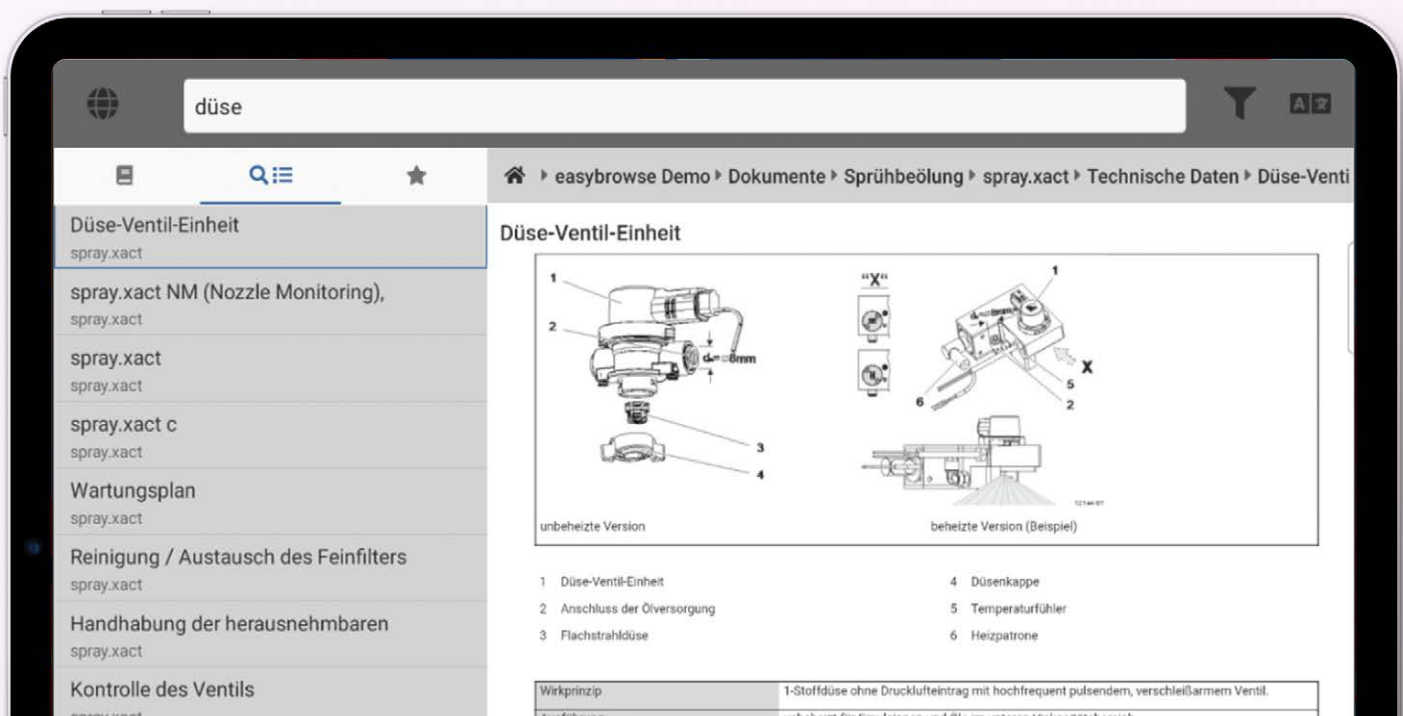 düse
A
easybrowse Demo Dokumente Sprühbeölung spray.xact Technische Daten Düse-Venti
Düse-Ventil-Einheit
spray.xact
spray.xact NM (Nozzle Monitoring),
spray.xact
spray.xact
spray.xact
spray.xact c
spray.xact
Wartungsplan
spray.xact
Reinigung / Austausch des Feinfilters
spray.xact
Handhabung der herausnehmbaren
spray.xact
Kontrolle des Ventils
Düse-Ventil-Einheit
1
2
3
4
"X"
1
X
5
2
6
unbeheizte Version
beheizte Version (Beispiel)
1 Düse-Ventil-Einheit
2 Anschluss der Ölversorgung
3 Flachstrahldüse
4 Düsenkappe
5 Temperaturfühler
6 Heizpatrone
Wirkprinzip
1-Stoffdüse ohne Drucklufteintrag mit hochfrequent pulsendem, verschleißarmem Ventil.